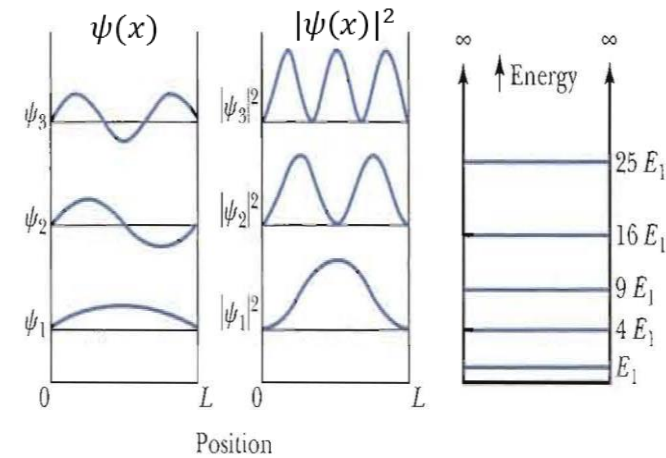 ψ(x)
ψ₃
ψ₂
ψ₁
0
L
Position
|ψ(x)|²
|ψ₃|²
|ψ₂|²
|ψ₁|²
0
L
∞
∞
Energy
25 E₁
16 E₁
9 E₁
4 E₁
E₁